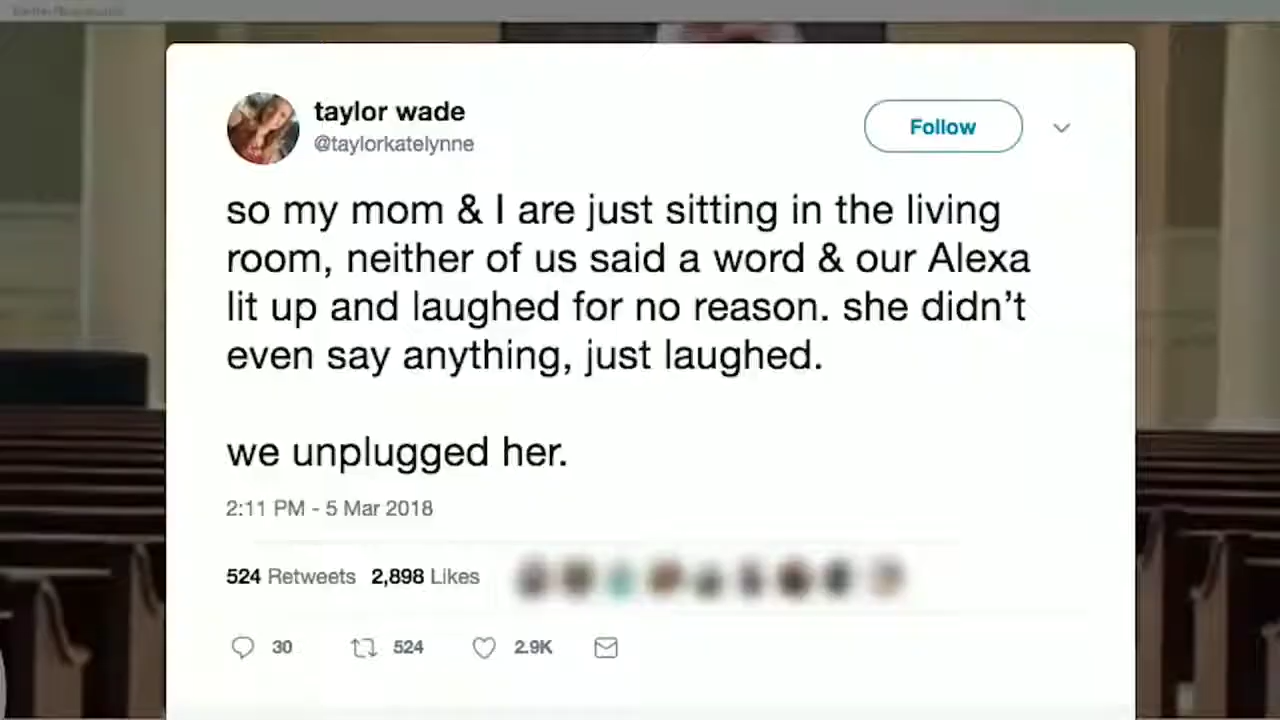 taylor wade
@taylorkatelynne
Follow
so my mom & I are just sitting in the living
room, neither of us said a word & our Alexa
lit up and laughed for no reason. she didn’t
even say anything, just laughed.
we unplugged her.
2:11 PM - 5 Mar 2018
524 Retweets 2,898 Likes
30 524 2.9K